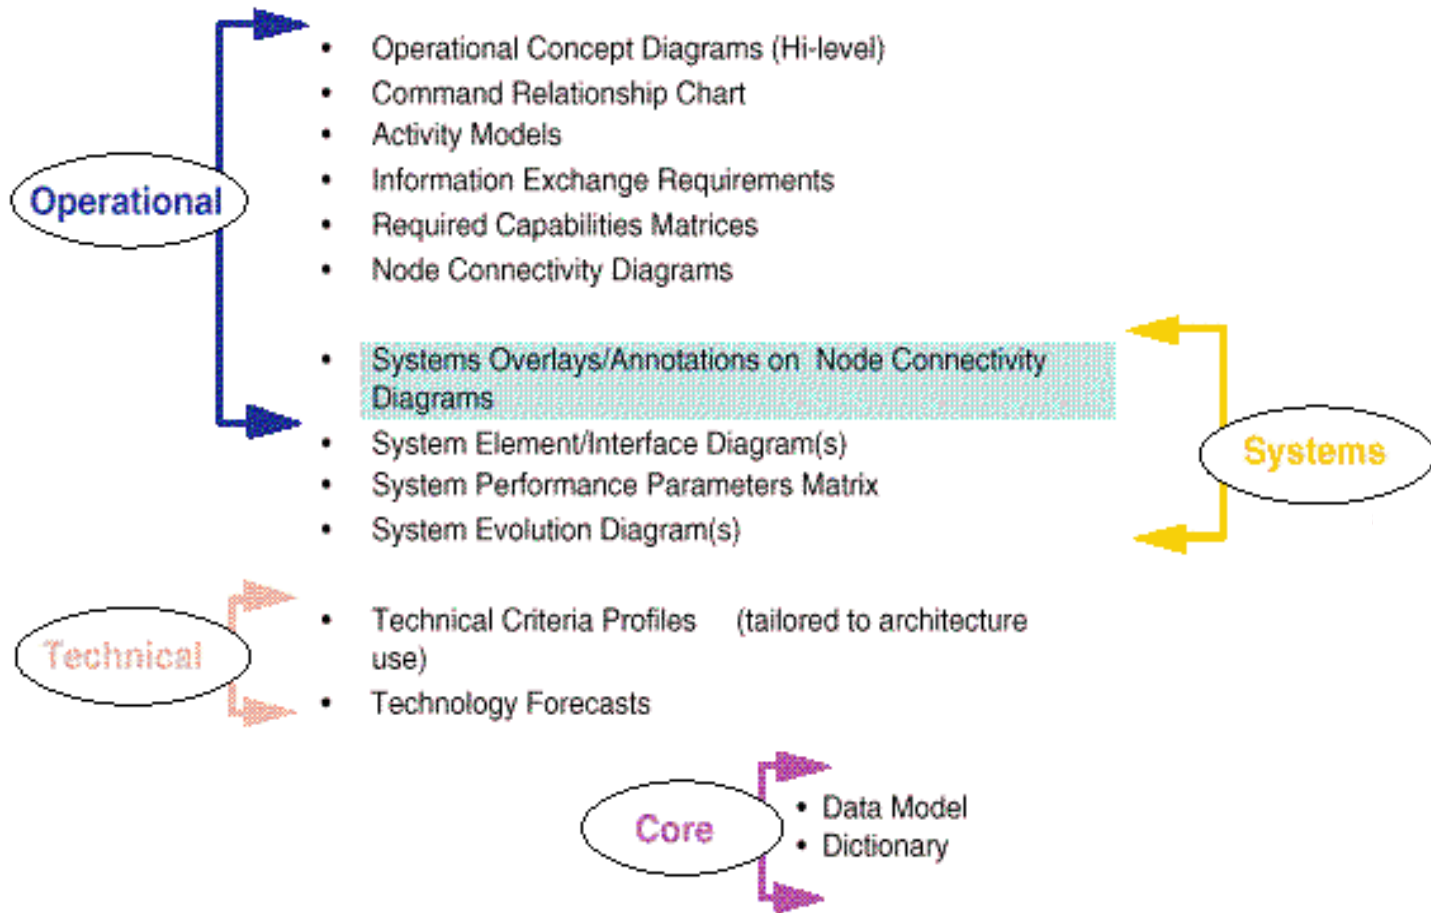 • Operational Concept Diagrams (Hi-level)
• Command Relationship Chart
• Activity Models
• Information Exchange Requirements
Operational
• Required Capabilities Matrices
• Node Connectivity Diagrams
• Systems Overlays/Annotations on Node Connectivity
Diagrams
• System Element/Interface Diagram(s)
Systems
• System Performance Parameters Matrix
• System Evolution Diagram(s)
• Technical Criteria Profiles (tailored to architecture
use)
Technical
• Technology Forecasts
Core
• Data Model
• Dictionary